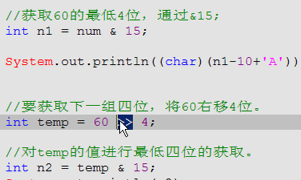 //获取60的最低4位，通过&15;
int n1 = num & 15;
System.out.println((char)(n1-10+'A'))
//要获取下一组四位，将60右移4位。
int temp = 60 >> 4;
//对temp的值进行最低四位的获取。
int n2 = temp & 15;